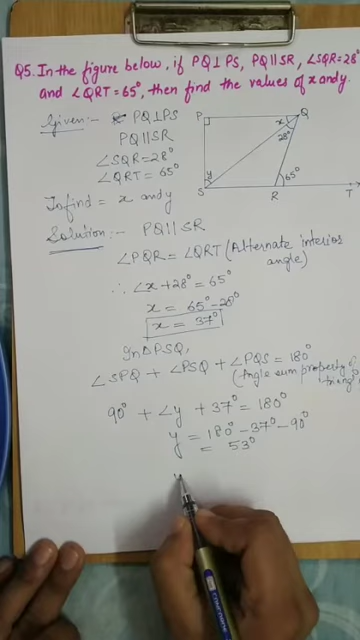 Q5. In the figure below, if PQ⊥PS, PQ∥SR, ∠SQR=28°
and ∠QRT=65°, then find the values of x and y.
Given:- PQ⊥PS
PQ∥SR
∠SQR=28°
∠QRT=65°
To find = x and y
P
Q
x
28°
y
65°
S
R
T
Solution:- PQ∥SR
∠PQR=∠QRT (Alternate interior
angle)
∴ ∠x+28°=65°
x = 65°-28°
x = 37°
In ΔPSQ,
∠SPQ + ∠PSQ + ∠PQS=180°
(Angle sum property of
triangle
90° + ∠y + 37°=180°
y = 180°-37°-90°
= 53°